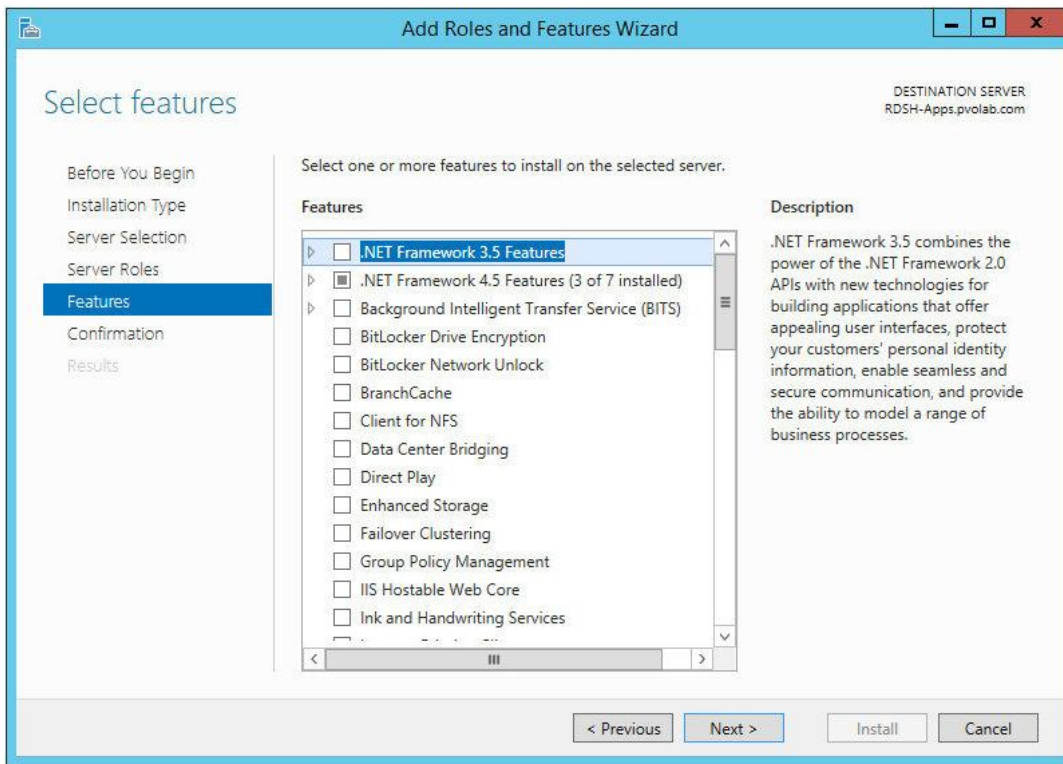 Add Roles and Features Wizard
Select features
DESTINATION SERVER
RDSH-Apps.pvolab.com
Before You Begin
Installation Type
Server Selection
Server Roles
Features
Confirmation
Results
Select one or more features to install on the selected server.
Features
.NET Framework 3.5 Features
.NET Framework 4.5 Features (3 of 7 installed)
Background Intelligent Transfer Service (BITS)
BitLocker Drive Encryption
BitLocker Network Unlock
BranchCache
Client for NFS
Data Center Bridging
Direct Play
Enhanced Storage
Failover Clustering
Group Policy Management
IIS Hostable Web Core
Ink and Handwriting Services
Description
.NET Framework 3.5 combines the
power of the .NET Framework 2.0
APIs with new technologies for
building applications that offer
appealing user interfaces, protect
your customers' personal identity
information, enable seamless and
secure communication, and provide
the ability to model a range of
business processes.
< Previous
Next >
Install
Cancel